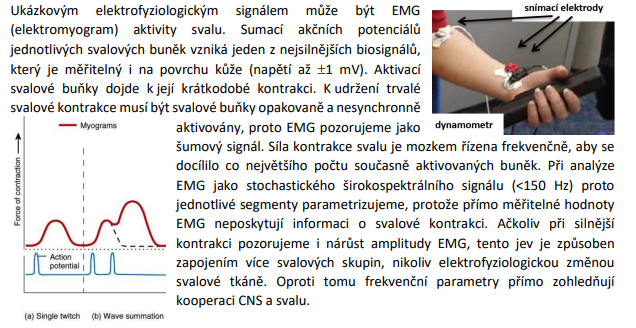 Ukázkovým elektrofyziologickým signálem může být EMG
(elektromyogram) aktivity svalu. Sumací akčních potenciálů
jednotlivých svalových buněk vzniká jeden z nejsilnějších biosignálů,
který je měřitelný i na povrchu kůže (napětí až ±1 mV). Aktivací
svalové buňky dojde k její krátkodobé kontrakci. K udržení trvalé
svalové kontrakce musí být svalové buňky opakovaně a nesynchronně
aktivovány, proto EMG pozorujeme jako
šumový signál. Síla kontrakce svalu je mozkem řízena frekvenčně, aby se
docílilo co největšího počtu současně aktivovaných buněk. Při analýze
EMG jako stochastického širokospektrálního signálu (<150 Hz) proto
jednotlivé segmenty parametrizujeme, protože přímo měřitelné hodnoty
EMG neposkytují informaci o svalové kontrakci. Ačkoliv při silnější
kontrakci pozorujeme i nárůst amplitudy EMG, tento jev je způsoben
zapojením více svalových skupin, nikoliv elektrofyziologickou změnou
svalové tkáně. Oproti tomu frekvenční parametry přímo zohledňují
kooperaci CNS a svalu.
snímací elektrody
dynamometr
Myograms
Force of contraction
Action
potential
(a) Single twitch
(b) Wave summation